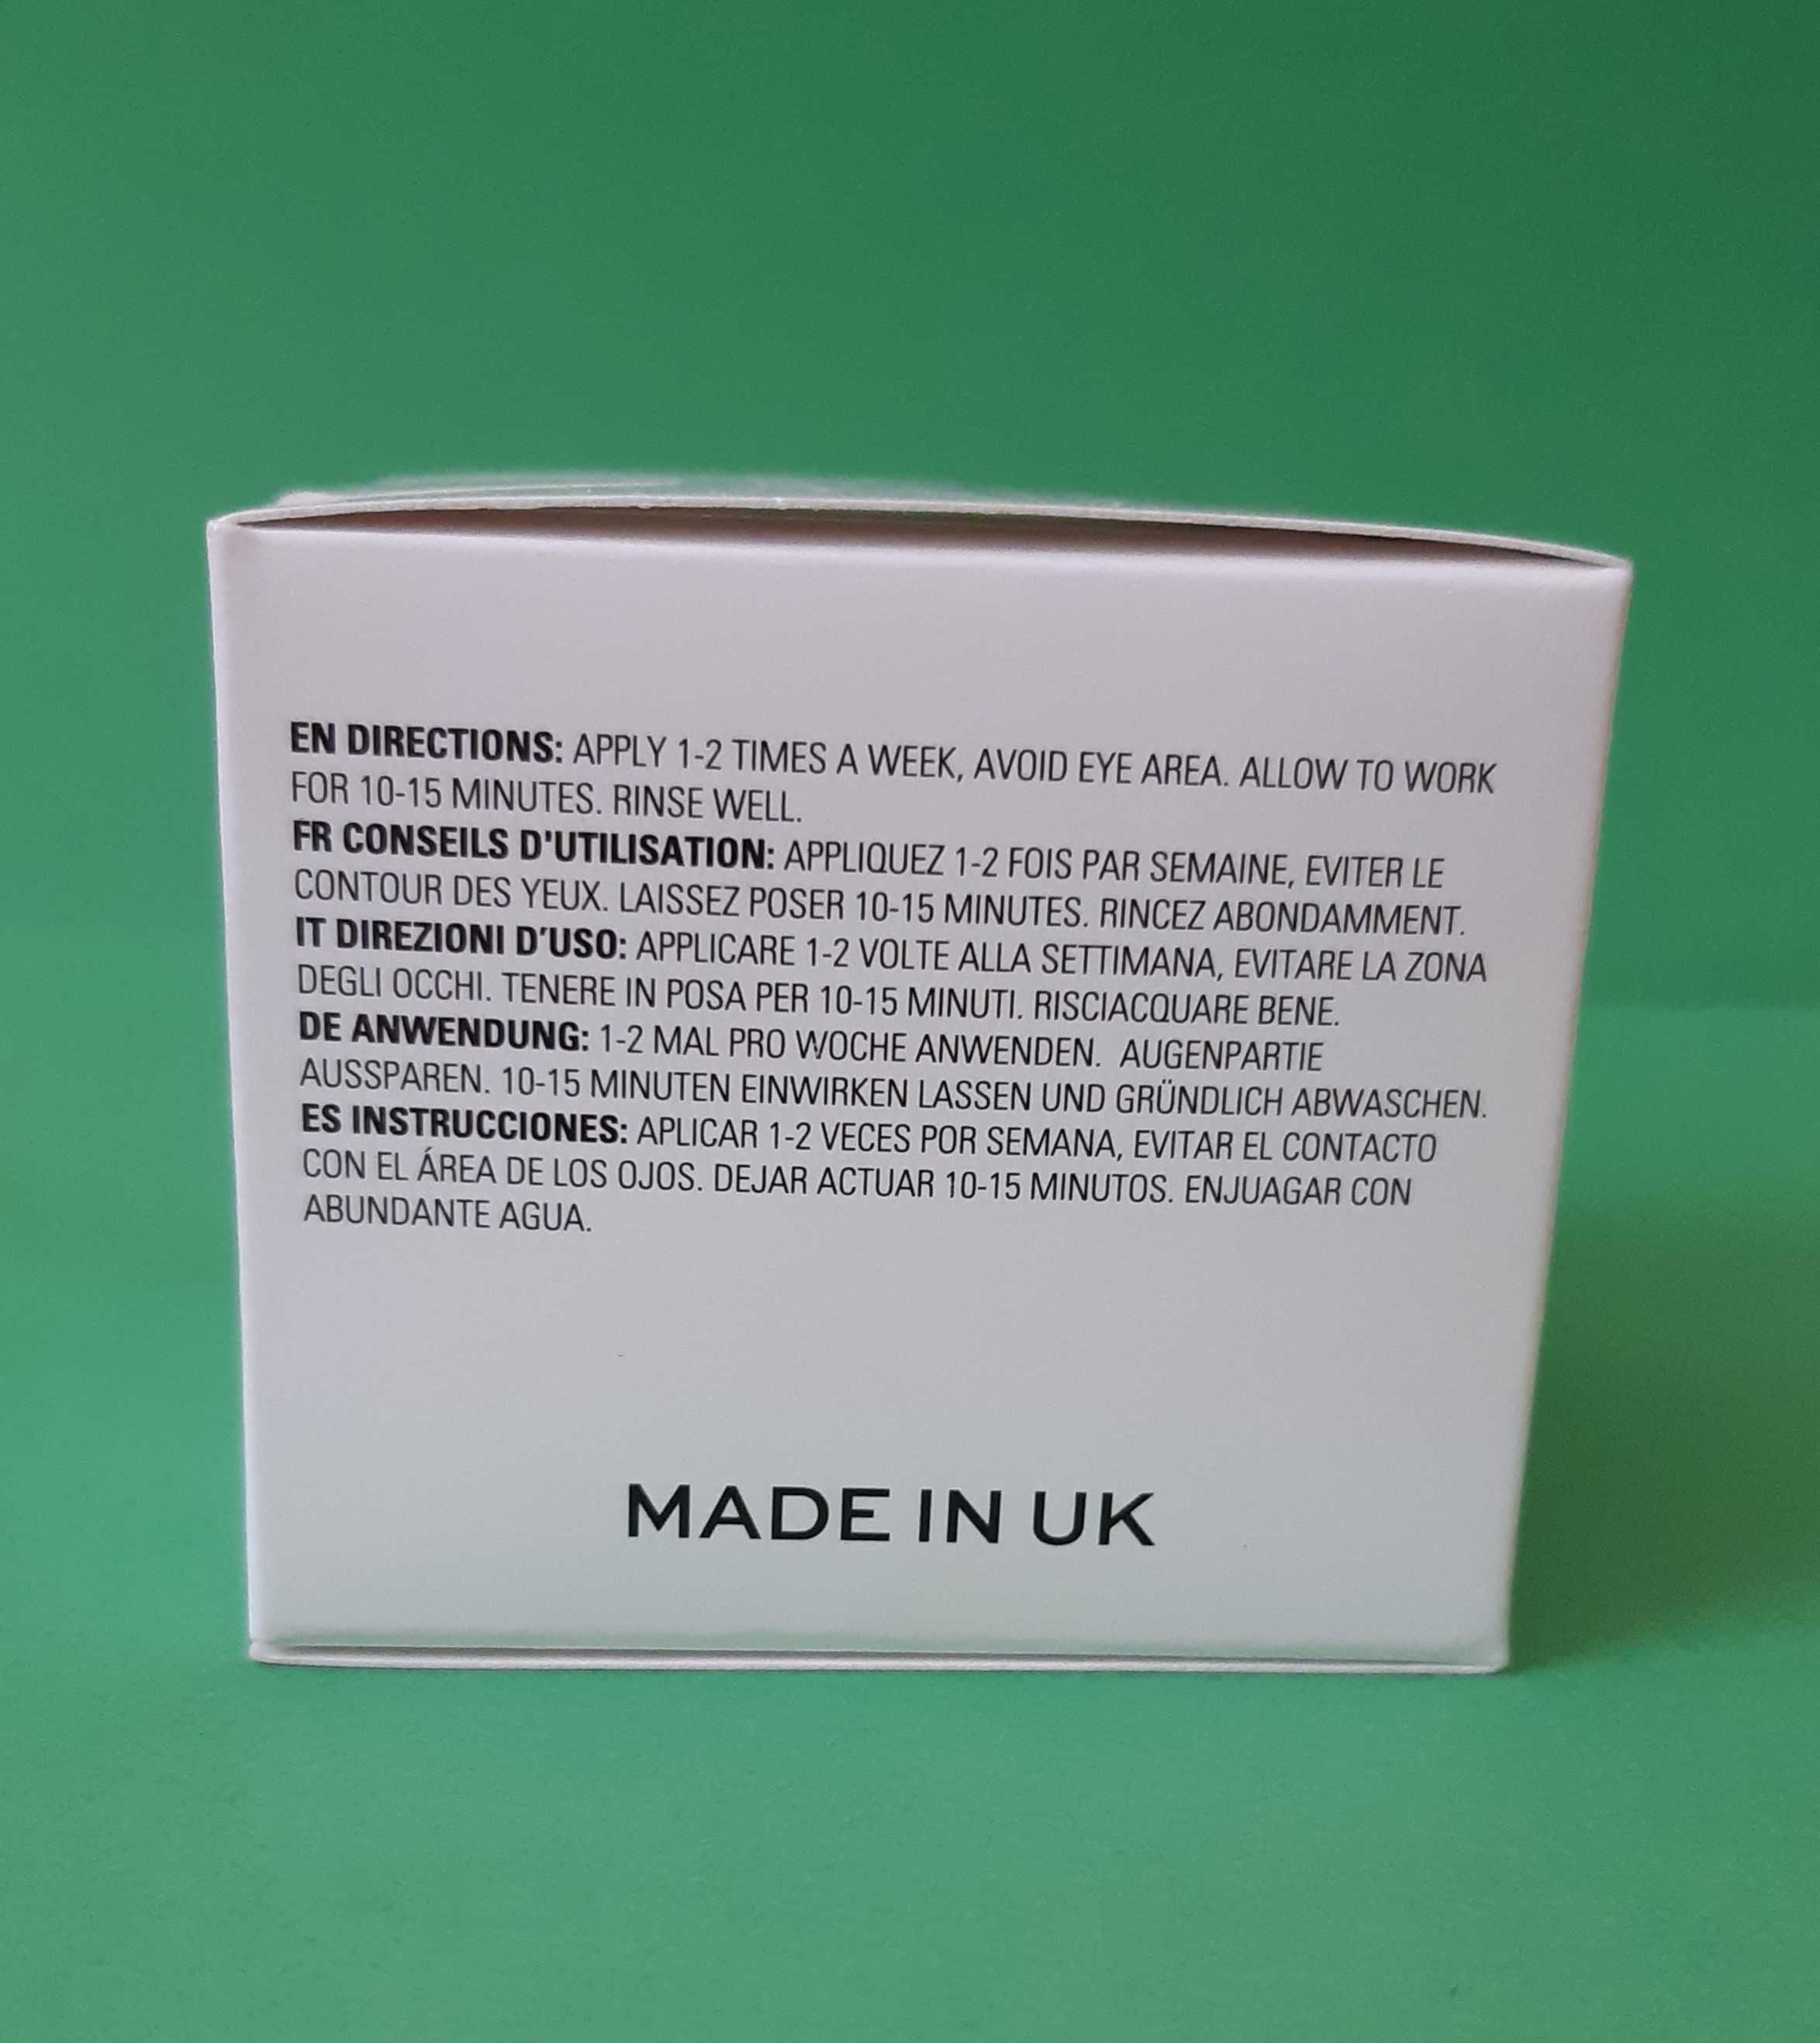 EN DIRECTIONS: APPLY 1-2 TIMES A WEEK, AVOID EYE AREA. ALLOW TO WORK
FOR 10-15 MINUTES. RINSE WELL.
FR CONSEILS D'UTILISATION: APPLIQUEZ 1-2 FOIS PAR SEMAINE, EVITER LE
CONTOUR DES YEUX. LAISSEZ POSER 10-15 MINUTES. RINCEZ ABONDAMMENT.
IT DIREZIONI D’USO: APPLICARE 1-2 VOLTE ALLA SETTIMANA, EVITARE LA ZONA
DEGLI OCCHI. TENERE IN POSA PER 10-15 MINUTI. RISCIACQUARE BENE.
DE ANWENDUNG: 1-2 MAL PRO WOCHE ANWENDEN. AUGENPARTIE
AUSSPAREN. 10-15 MINUTEN EINWIRKEN LASSEN UND GRÜNDLICH ABWASCHEN.
ES INSTRUCCIONES: APLICAR 1-2 VECES POR SEMANA, EVITAR EL CONTACTO
CON EL ÁREA DE LOS OJOS. DEJAR ACTUAR 10-15 MINUTOS. ENJUAGAR CON
ABUNDANTE AGUA.
MADE IN UK